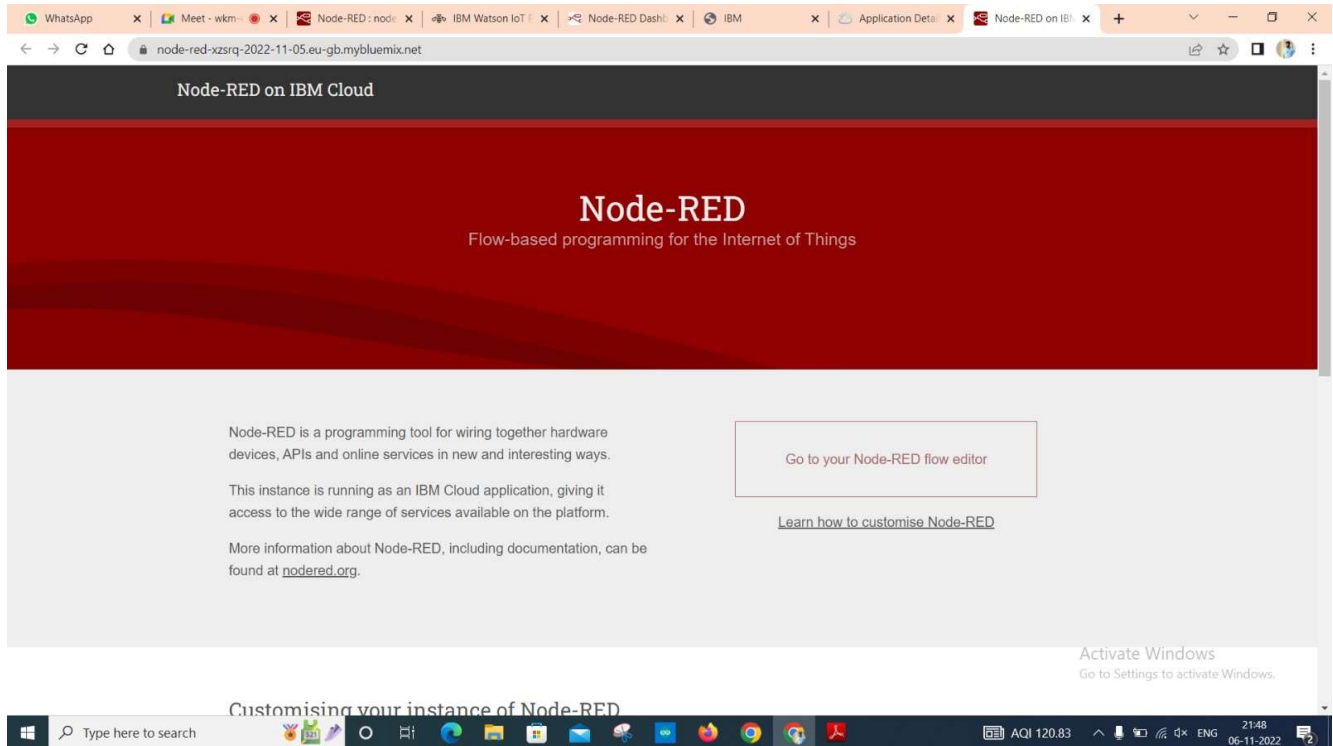 WhatsApp
Meet - wkm-
Node-RED : node
IBM Watson IoT P
Node-RED Dashb
IBM
Application Detai
Node-RED on IBM
node-red-xzsrq-2022-11-05.eu-gb.mybluemix.net
Node-RED on IBM Cloud
Node-RED
Flow-based programming for the Internet of Things
Node-RED is a programming tool for wiring together hardware
devices, APIs and online services in new and interesting ways.
This instance is running as an IBM Cloud application, giving it
access to the wide range of services available on the platform.
More information about Node-RED, including documentation, can be
found at nodered.org.
Go to your Node-RED flow editor
Learn how to customise Node-RED
Activate Windows
Go to Settings to activate Windows.
Customising your instance of Node-RED
Type here to search
AQI 120.83
ENG
21:48
06-11-2022
2